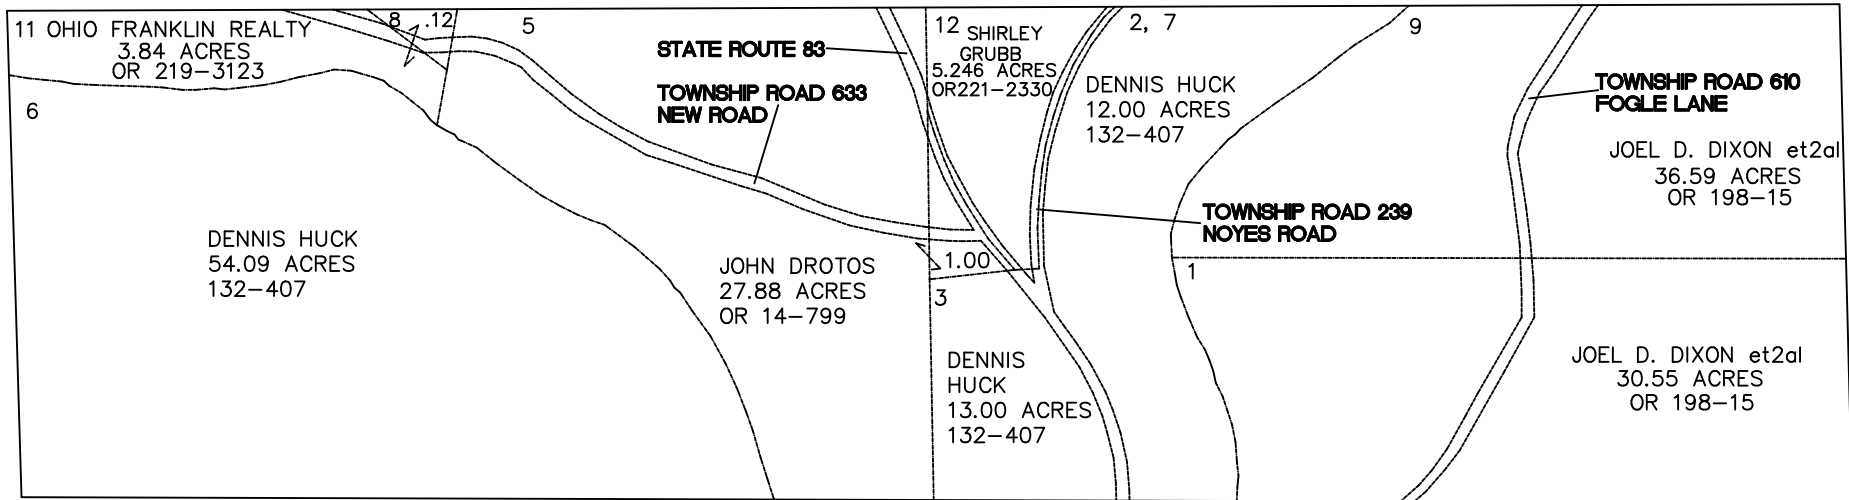 11 OHIO FRANKLIN REALTY
3.84 ACRES
OR 219-3123
8 .12
5
6
STATE ROUTE 83
TOWNSHIP ROAD 633
NEW ROAD
12 SHIRLEY
GRUBB
5.246 ACRES
OR221-2330
2, 7
DENNIS HUCK
12.00 ACRES
132-407
9
TOWNSHIP ROAD 610
FOGLE LANE
JOEL D. DIXON et2al
36.59 ACRES
OR 198-15
TOWNSHIP ROAD 239
NOYES ROAD
DENNIS HUCK
54.09 ACRES
132-407
JOHN DROTOS
27.88 ACRES
OR 14-799
1.00
3
1
DENNIS
HUCK
13.00 ACRES
132-407
JOEL D. DIXON et2al
30.55 ACRES
OR 198-15